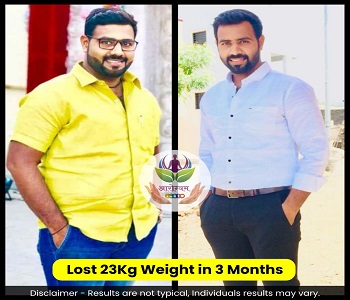 आरोग्यम्
Lost 23Kg Weight in 3 Months
Disclaimer - Results are not typical, Individuals results may vary.